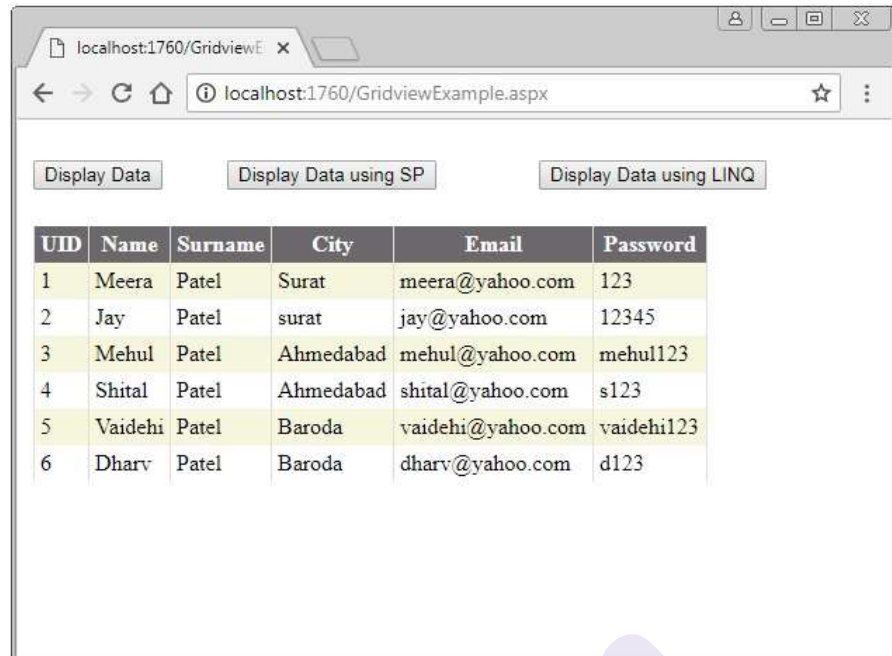 localhost:1760/GridviewE
localhost:1760/GridviewExample.aspx
Display Data Display Data using SP Display Data using LINQ
UID Name Surname City Email Password
1 Meera Patel Surat meera@yahoo.com 123
2 Jay Patel surat jay@yahoo.com 12345
3 Mehul Patel Ahmedabad mehul@yahoo.com mehul123
4 Shital Patel Ahmedabad shital@yahoo.com s123
5 Vaidehi Patel Baroda vaidehi@yahoo.com vaidehi123
6 Dharv Patel Baroda dharv@yahoo.com d123